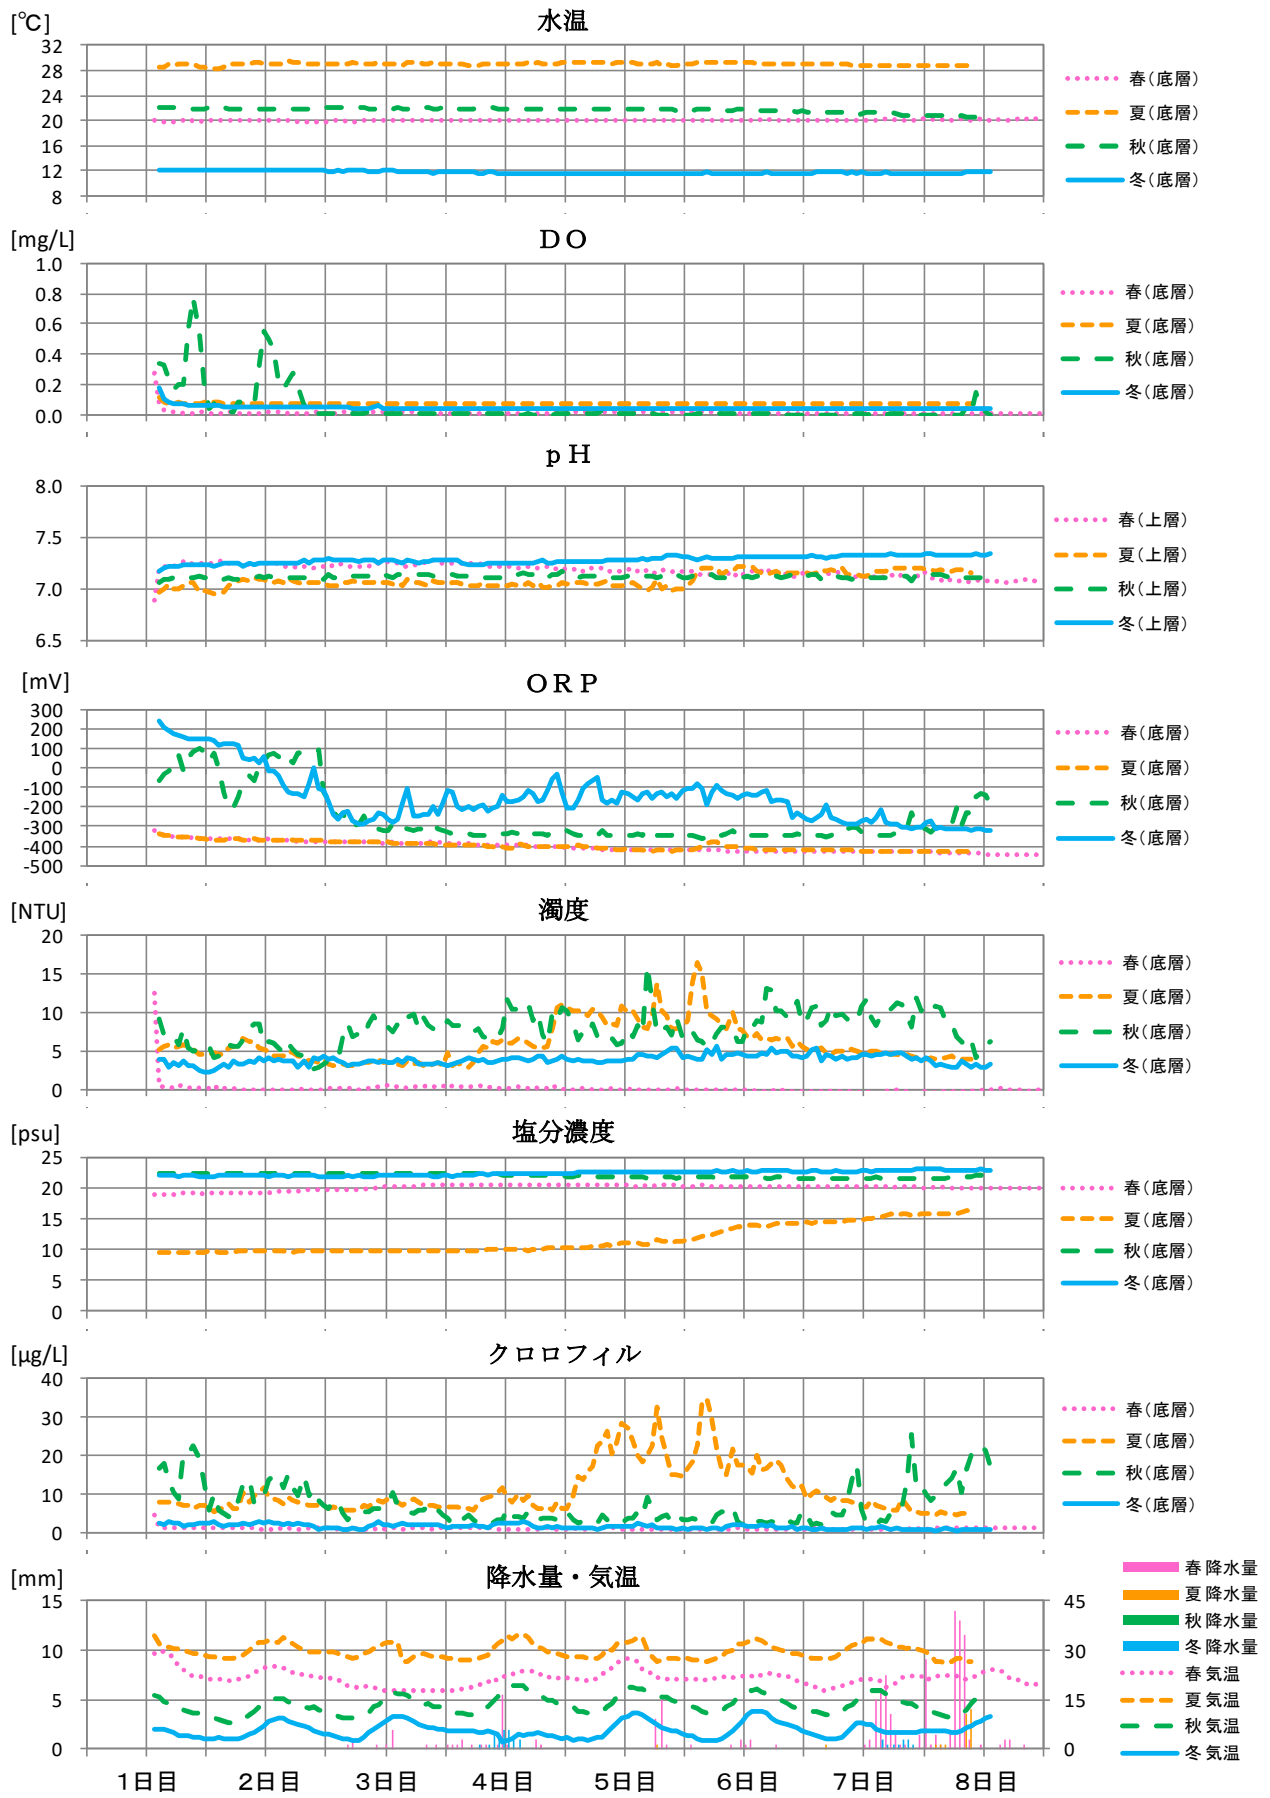 [℃]
水温
32
28
24
20
16
12
8
春(底層)
夏(底層)
秋(底層)
冬(底層)
[mg/L]
DO
1.0
0.8
0.6
0.4
0.2
0.0
春(底層)
夏(底層)
秋(底層)
冬(底層)
pH
8.0
7.5
7.0
6.5
春(上層)
夏(上層)
秋(上層)
冬(上層)
[mV]
ORP
300
200
100
0
-100
-200
-300
-400
-500
春(底層)
夏(底層)
秋(底層)
冬(底層)
[NTU]
濁度
20
15
10
5
0
春(底層)
夏(底層)
秋(底層)
冬(底層)
[psu]
塩分濃度
25
20
15
10
5
0
春(底層)
夏(底層)
秋(底層)
冬(底層)
[μg/L]
クロロフィル
40
30
20
10
0
春(底層)
夏(底層)
秋(底層)
冬(底層)
[mm]
降水量・気温
15
10
5
0
45
30
15
0
春降水量
夏降水量
秋降水量
冬降水量
春気温
夏気温
秋気温
冬気温
1日目 2日目 3日目 4日目 5日目 6日目 7日目 8日目